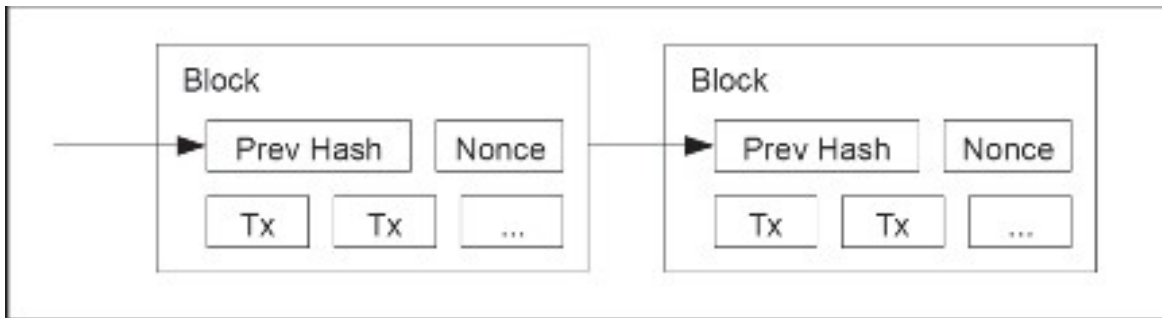 Block Block
Prev Hash Nonce Prev Hash Nonce
Tx Tx ... Tx Tx ...